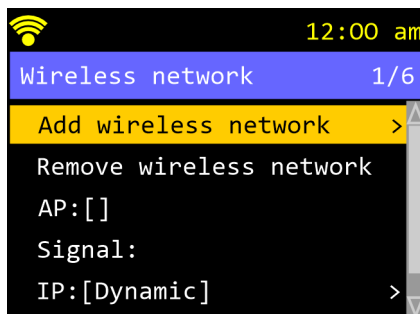 12:00 am
Wireless network 1/6
Add wireless network >
Remove wireless network
AP:[]
Signal:
IP:[Dynamic] >